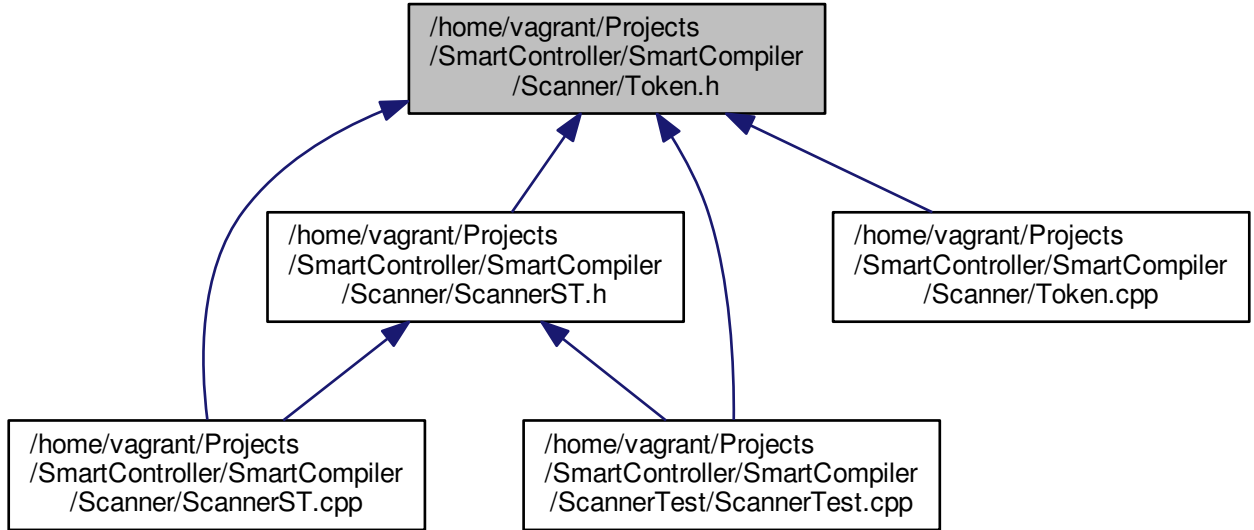 /home/vagrant/Projects
/SmartController/SmartCompiler
/Scanner/Token.h
/home/vagrant/Projects
/SmartController/SmartCompiler
/Scanner/ScannerST.h
/home/vagrant/Projects
/SmartController/SmartCompiler
/Scanner/Token.cpp
/home/vagrant/Projects
/SmartController/SmartCompiler
/Scanner/ScannerST.cpp
/home/vagrant/Projects
/SmartController/SmartCompiler
/ScannerTest/ScannerTest.cpp